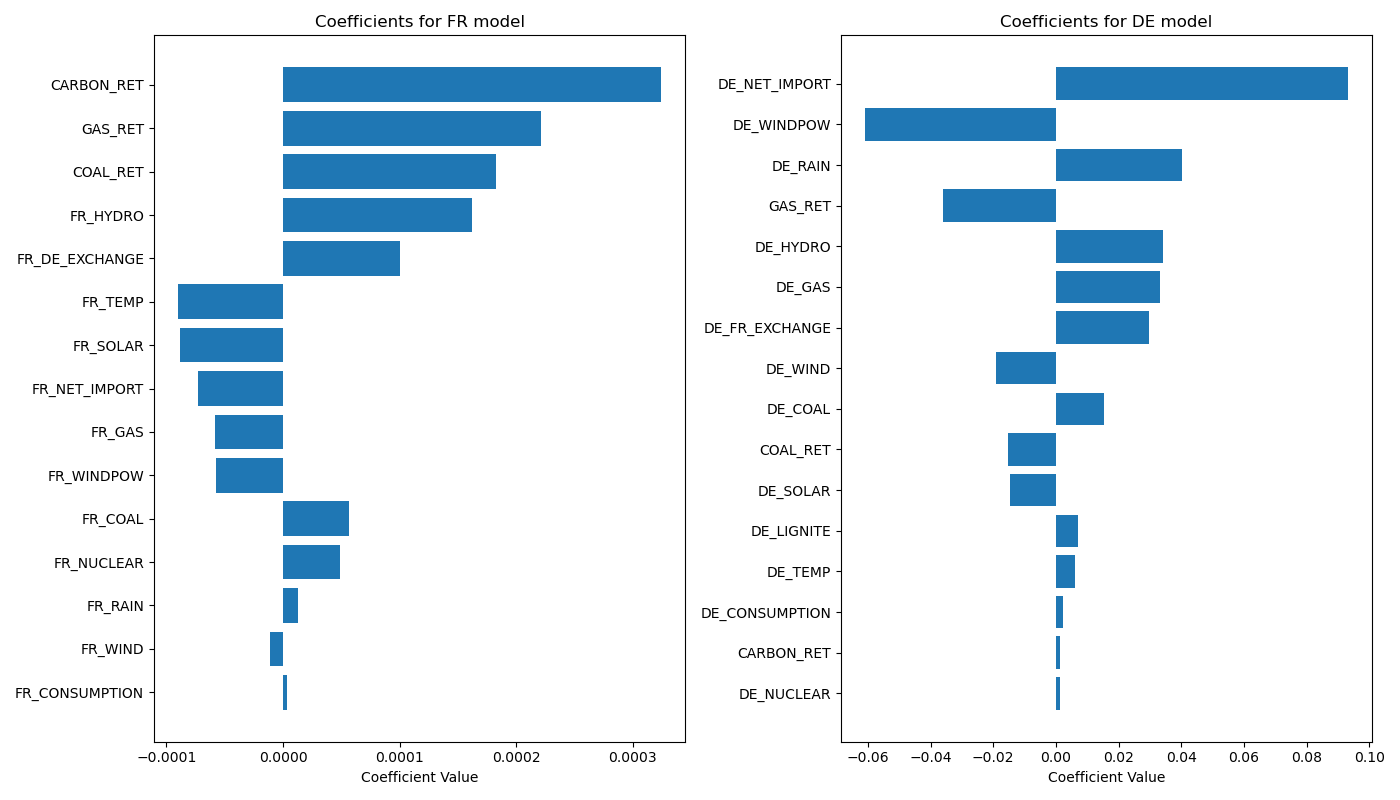 Coefficients for FR model
CARBON_RET
GAS_RET
COAL_RET
FR_HYDRO
FR_DE_EXCHANGE
FR_TEMP
FR_SOLAR
FR_NET_IMPORT
FR_GAS
FR_WINDPOW
FR_COAL
FR_NUCLEAR
FR_RAIN
FR_WIND
FR_CONSUMPTION
−0.0001 0.0000 0.0001 0.0002 0.0003
Coefficient Value
Coefficients for DE model
DE_NET_IMPORT
DE_WINDPOW
DE_RAIN
GAS_RET
DE_HYDRO
DE_GAS
DE_FR_EXCHANGE
DE_WIND
DE_COAL
COAL_RET
DE_SOLAR
DE_LIGNITE
DE_TEMP
DE_CONSUMPTION
CARBON_RET
DE_NUCLEAR
−0.06 −0.04 −0.02 0.00 0.02 0.04 0.06 0.08 0.10
Coefficient Value